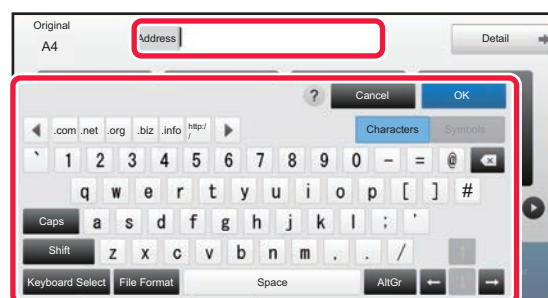 Original
A4
Address
Detail
? Cancel OK
.com .net .org .biz .info http:/
/
Characters Symbols
` 1 2 3 4 5 6 7 8 9 0 - = @
q w e r t y u i o p [ ] #
Caps a s d f g h j k l ; '
Shift z x c v b n m . . /
Keyboard Select File Format Space AltGr